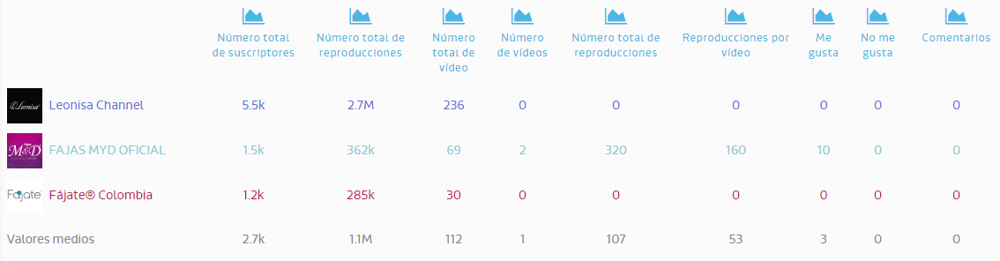 Número total de suscriptores Número total de reproducciones Número total de vídeo Número de vídeos Número total de reproducciones Reproducciones por vídeo Me gusta No me gusta Comentarios
Leonisa Leonisa Channel 5.5k 2.7M 236 0 0 0 0 0 0
M&D FAJAS MYD OFICIAL 1.5k 362k 69 2 320 160 10 0 0
Fájate Fájate® Colombia 1.2k 285k 30 0 0 0 0 0 0
Valores medios 2.7k 1.1M 112 1 107 53 3 0 0